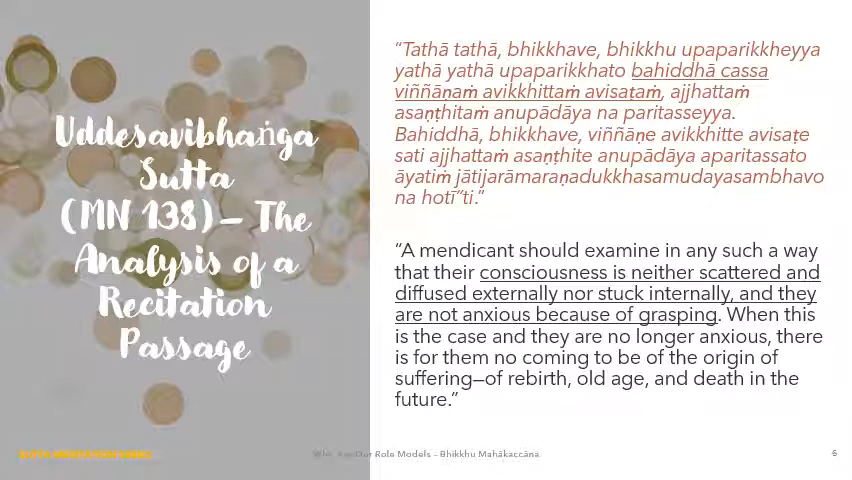 Uddesavibhaṅga
Sutta
(MN 138) – The
Analysis of a
Recitation
Passage
“Tathā tathā, bhikkhave, bhikkhu upaparikkheyya
yathā yathā upaparikkhato bahiddhā cassa
viññāṇaṁ avikkhittaṁ avisaṭaṁ, ajjhattaṁ
asaṇṭhitaṁ anupādāya na paritasseyya.
Bahiddhā, bhikkhave, viññāṇe avikkhitte avisaṭe
sati ajjhattaṁ asaṇṭhite anupādāya aparitassato
āyatiṁ jātijarāmaraṇadukkhasamudayasambhavo
na hotī”ti.”
“A mendicant should examine in any such a way
that their consciousness is neither scattered and
diffused externally nor stuck internally, and they
are not anxious because of grasping. When this
is the case and they are no longer anxious, there
is for them no coming to be of the origin of
suffering—of rebirth, old age, and death in the
future.”
Our Role Models – Bhikkhu Mahākaccāna
6